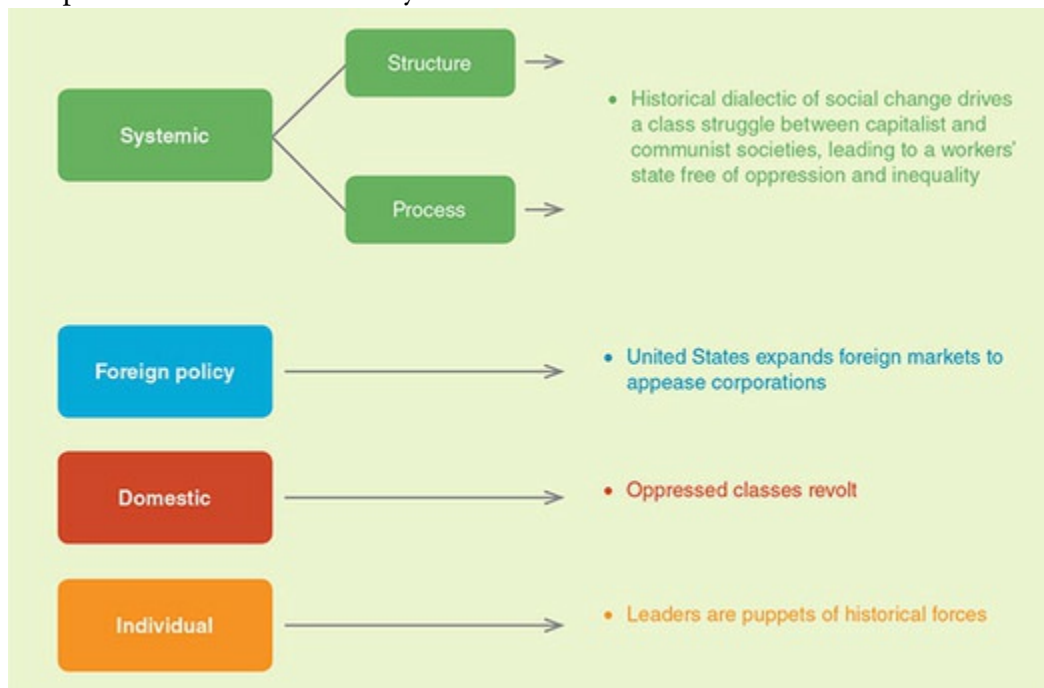 Structure
Systemic
• Historical dialectic of social change drives
a class struggle between capitalist and
communist societies, leading to a workers'
state free of oppression and inequality
Process
Foreign policy
• United States expands foreign markets to
appease corporations
Domestic
• Oppressed classes revolt
Individual
• Leaders are puppets of historical forces